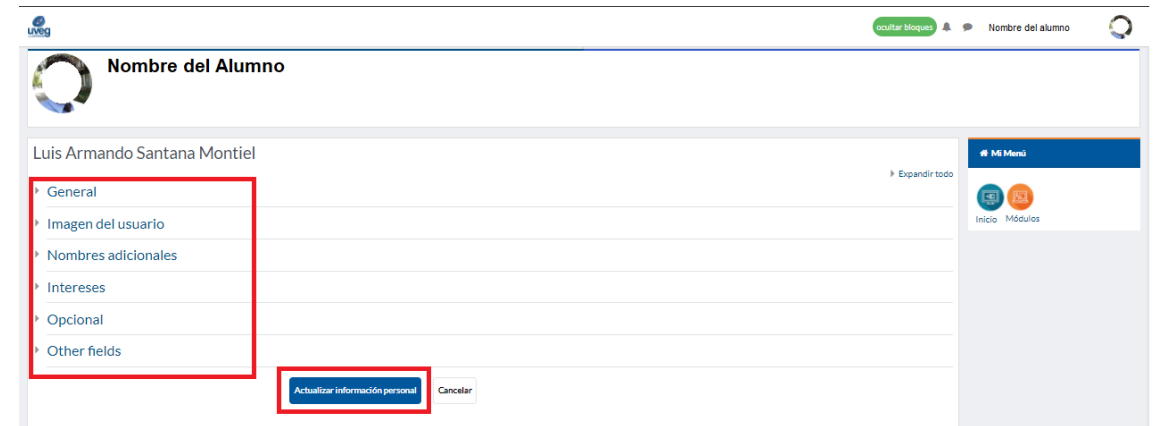 uveg
ocultar bloques
Nombre del alumno
Nombre del Alumno
Luis Armando Santana Montiel
Expandir todo
General
Imagen del usuario
Nombres adicionales
Intereses
Opcional
Other fields
Actualizar información personal
Cancelar
Mi Menú
Inicio Módulos